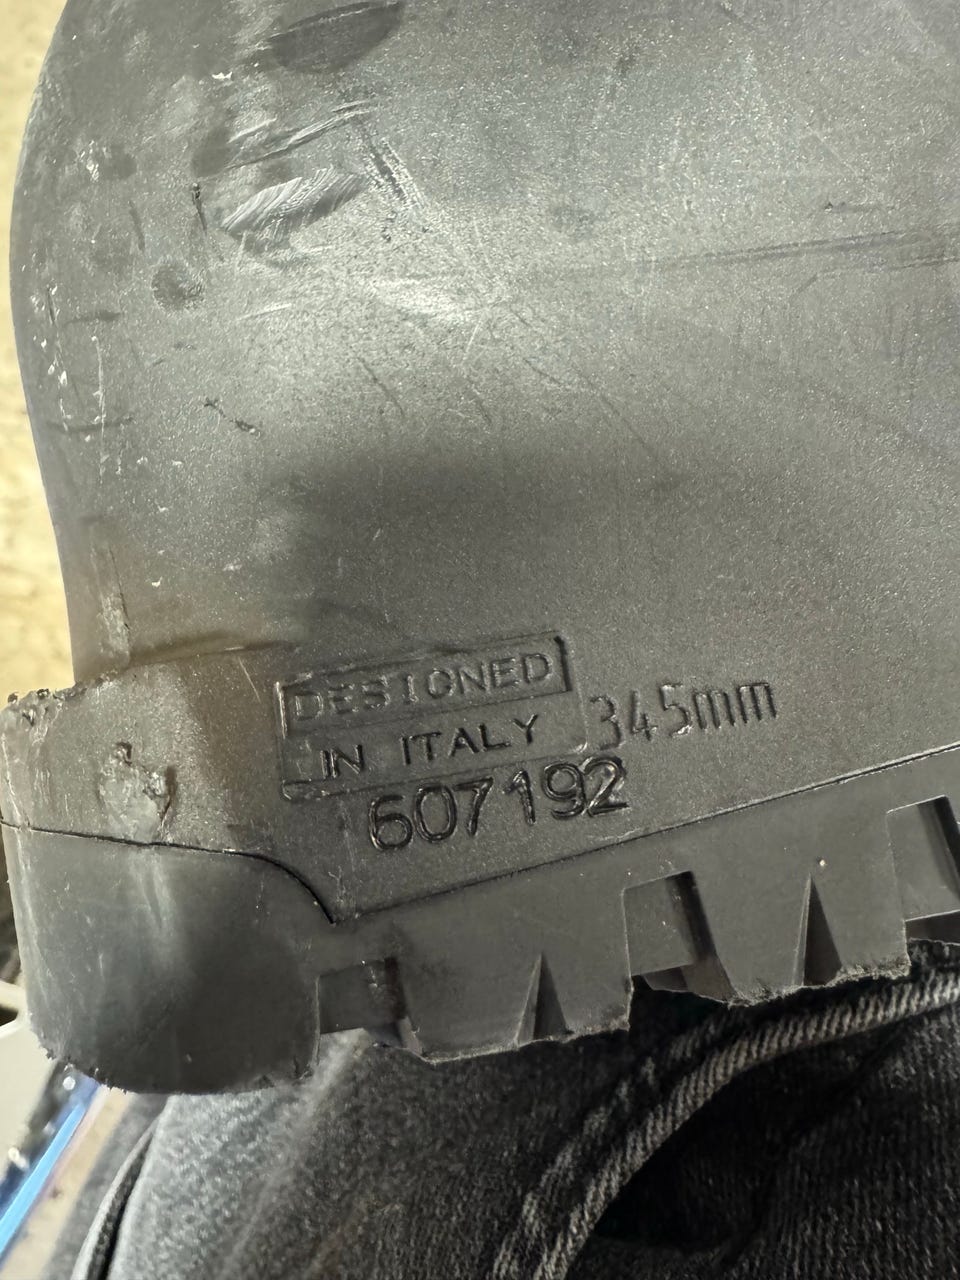 DESIGNED
IN ITALY 345mm
607192